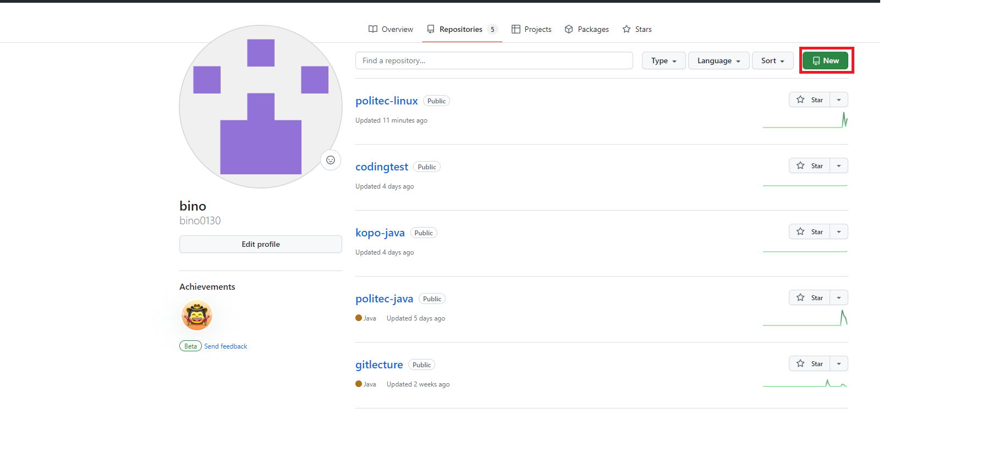 Overview Repositories 5 Projects Packages Stars
Find a repository... Type Language Sort New
politec-linux Public Star
Updated 11 minutes ago
codingtest Public Star
Updated 4 days ago
bino
bino0130
Edit profile
kopo-java Public Star
Updated 4 days ago
Achievements
Beta Send feedback
politec-java Public Star
Java Updated 5 days ago
gitlecture Public Star
Java Updated 2 weeks ago